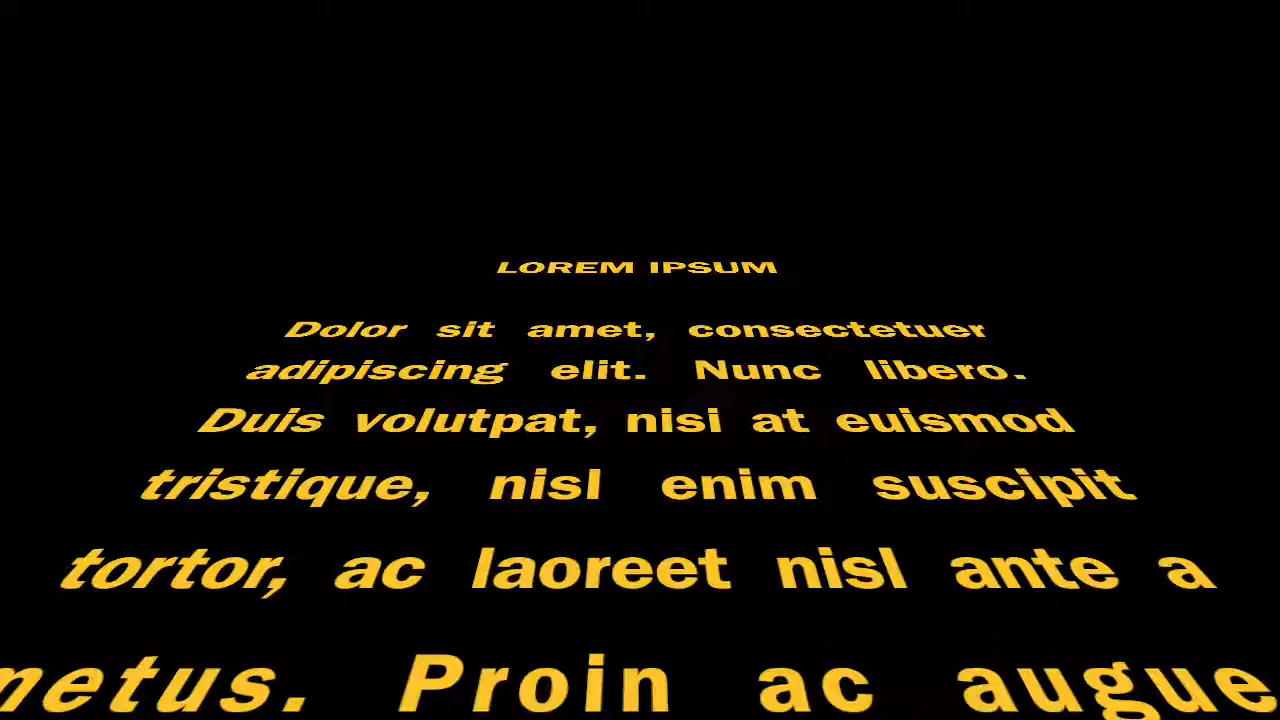 LOREM IPSUM
Dolor sit amet, consectetuer
adipiscing elit. Nunc libero.
Duis volutpat, nisi at euismod
tristique, nisl enim suscipit
tortor, ac laoreet nisl ante a
metus. Proin ac augue